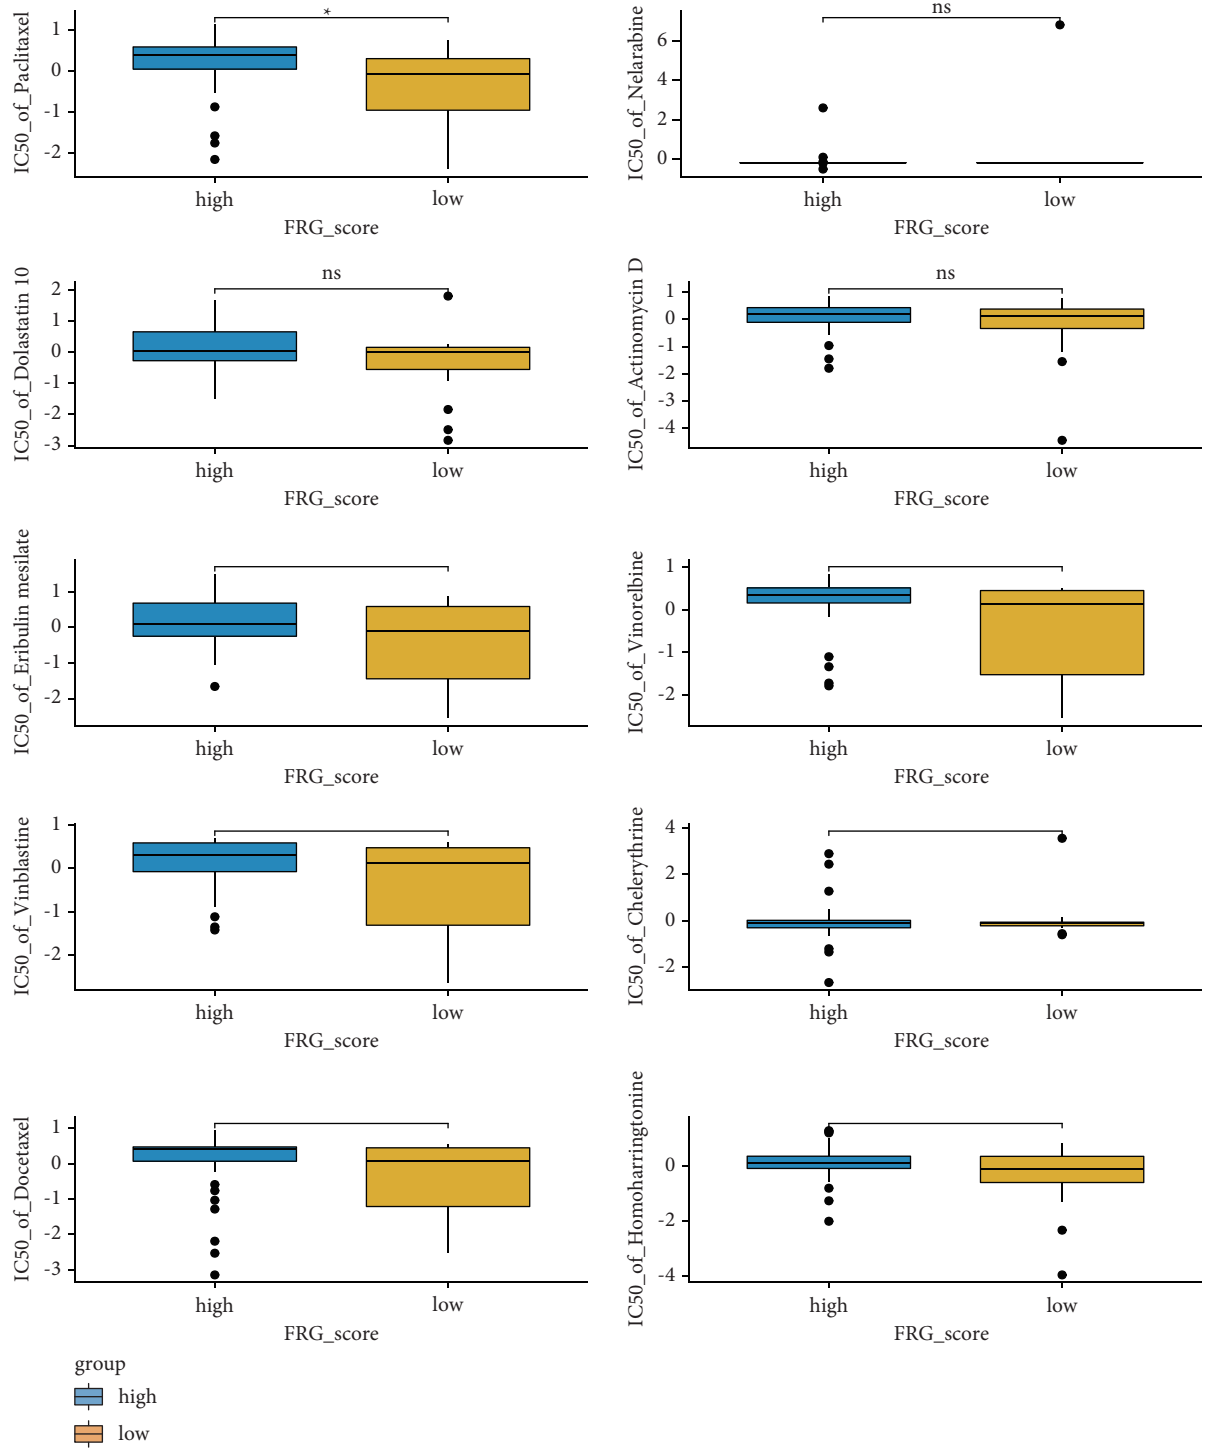 IC50_of_Paclitaxel
1
0
-1
-2
*
high
low
FRG_score
IC50_of_Nelarabine
6
4
2
0
ns
high
low
FRG_score
IC50_of_Dolastatin 10
2
1
0
-1
-2
-3
ns
high
low
FRG_score
IC50_of_Actinomycin D
1
0
-1
-2
-3
-4
ns
high
low
FRG_score
IC50_of_Eribulin mesilate
1
0
-1
-2
high
low
FRG_score
IC50_of_Vinorelbine
1
0
-1
-2
high
low
FRG_score
IC50_of_Vinblastine
1
0
-1
-2
high
low
FRG_score
IC50_of_Chelerythrine
4
2
0
-2
high
low
FRG_score
IC50_of_Docetaxel
1
0
-1
-2
-3
high
low
FRG_score
IC50_of_Homoharringtonine
0
-2
-4
high
low
FRG_score
group
high
low